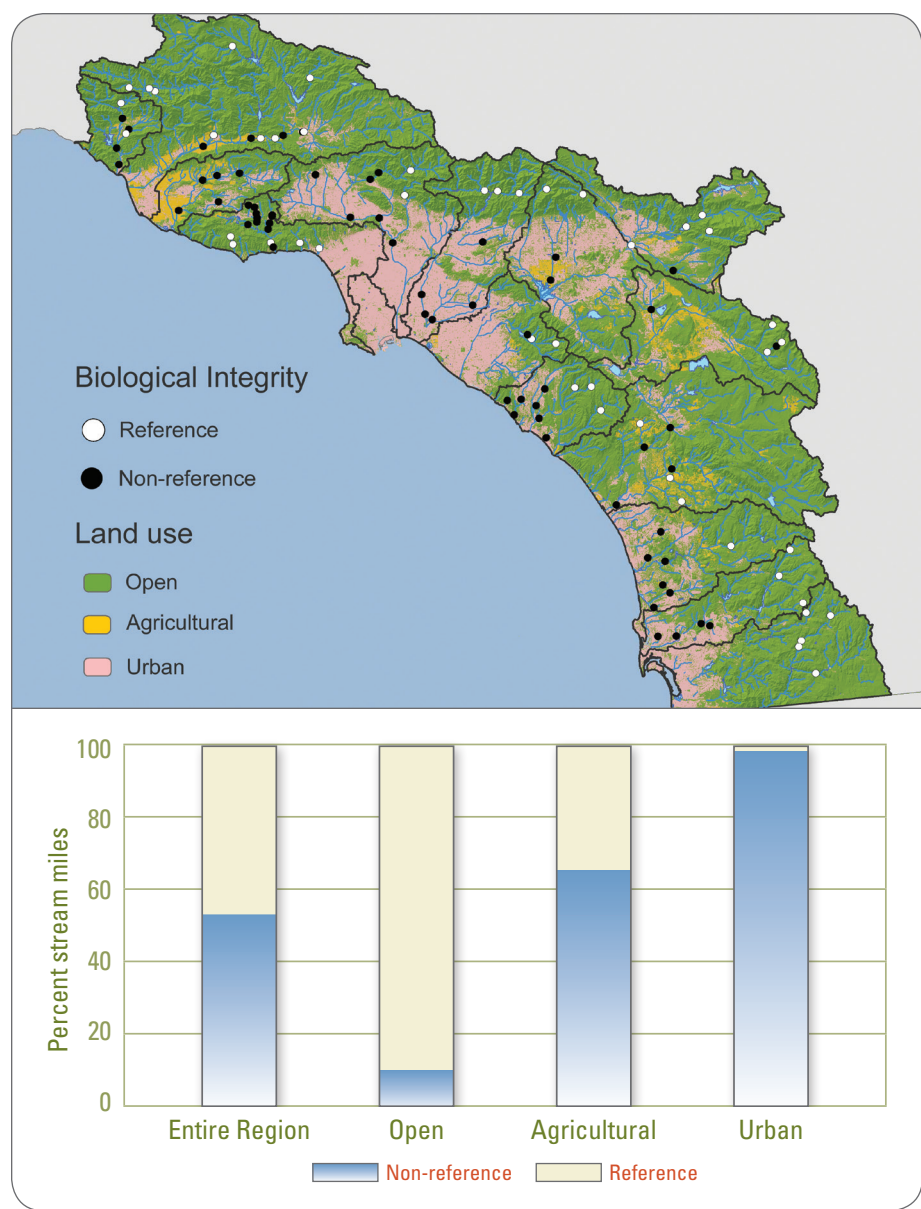 Biological Integrity
Reference
Non-reference
Land use
Open
Agricultural
Urban
Percent stream miles
100
80
60
40
20
0
Entire Region
Open
Agricultural
Urban
Non-reference
Reference